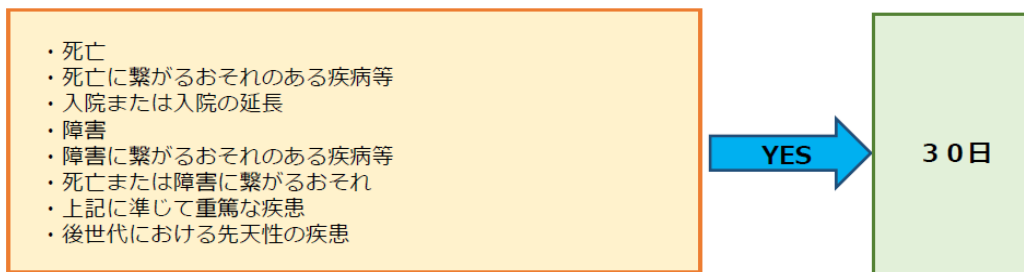 ・死亡
・死亡に繋がるおそれのある疾病等
・入院または入院の延長
・障害
・障害に繋がるおそれのある疾病等
・死亡または障害に繋がるおそれ
・上記に準じて重篤な疾患
・後世代における先天性の疾患
YES
３０日